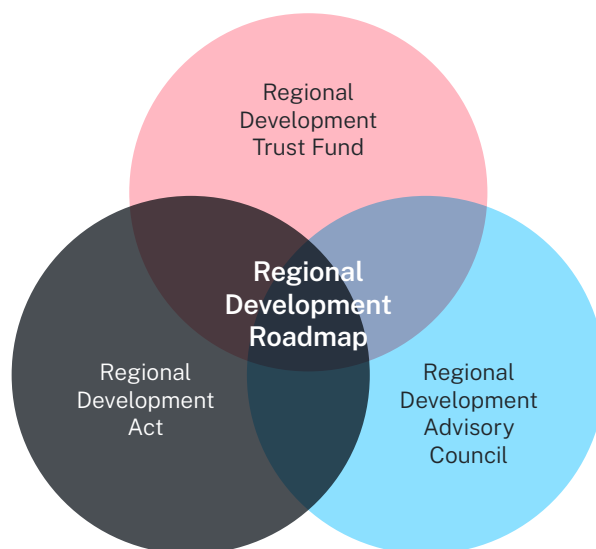 Regional
Development
Trust Fund
Regional
Development
Roadmap
Regional
Development
Act
Regional
Development
Advisory
Council